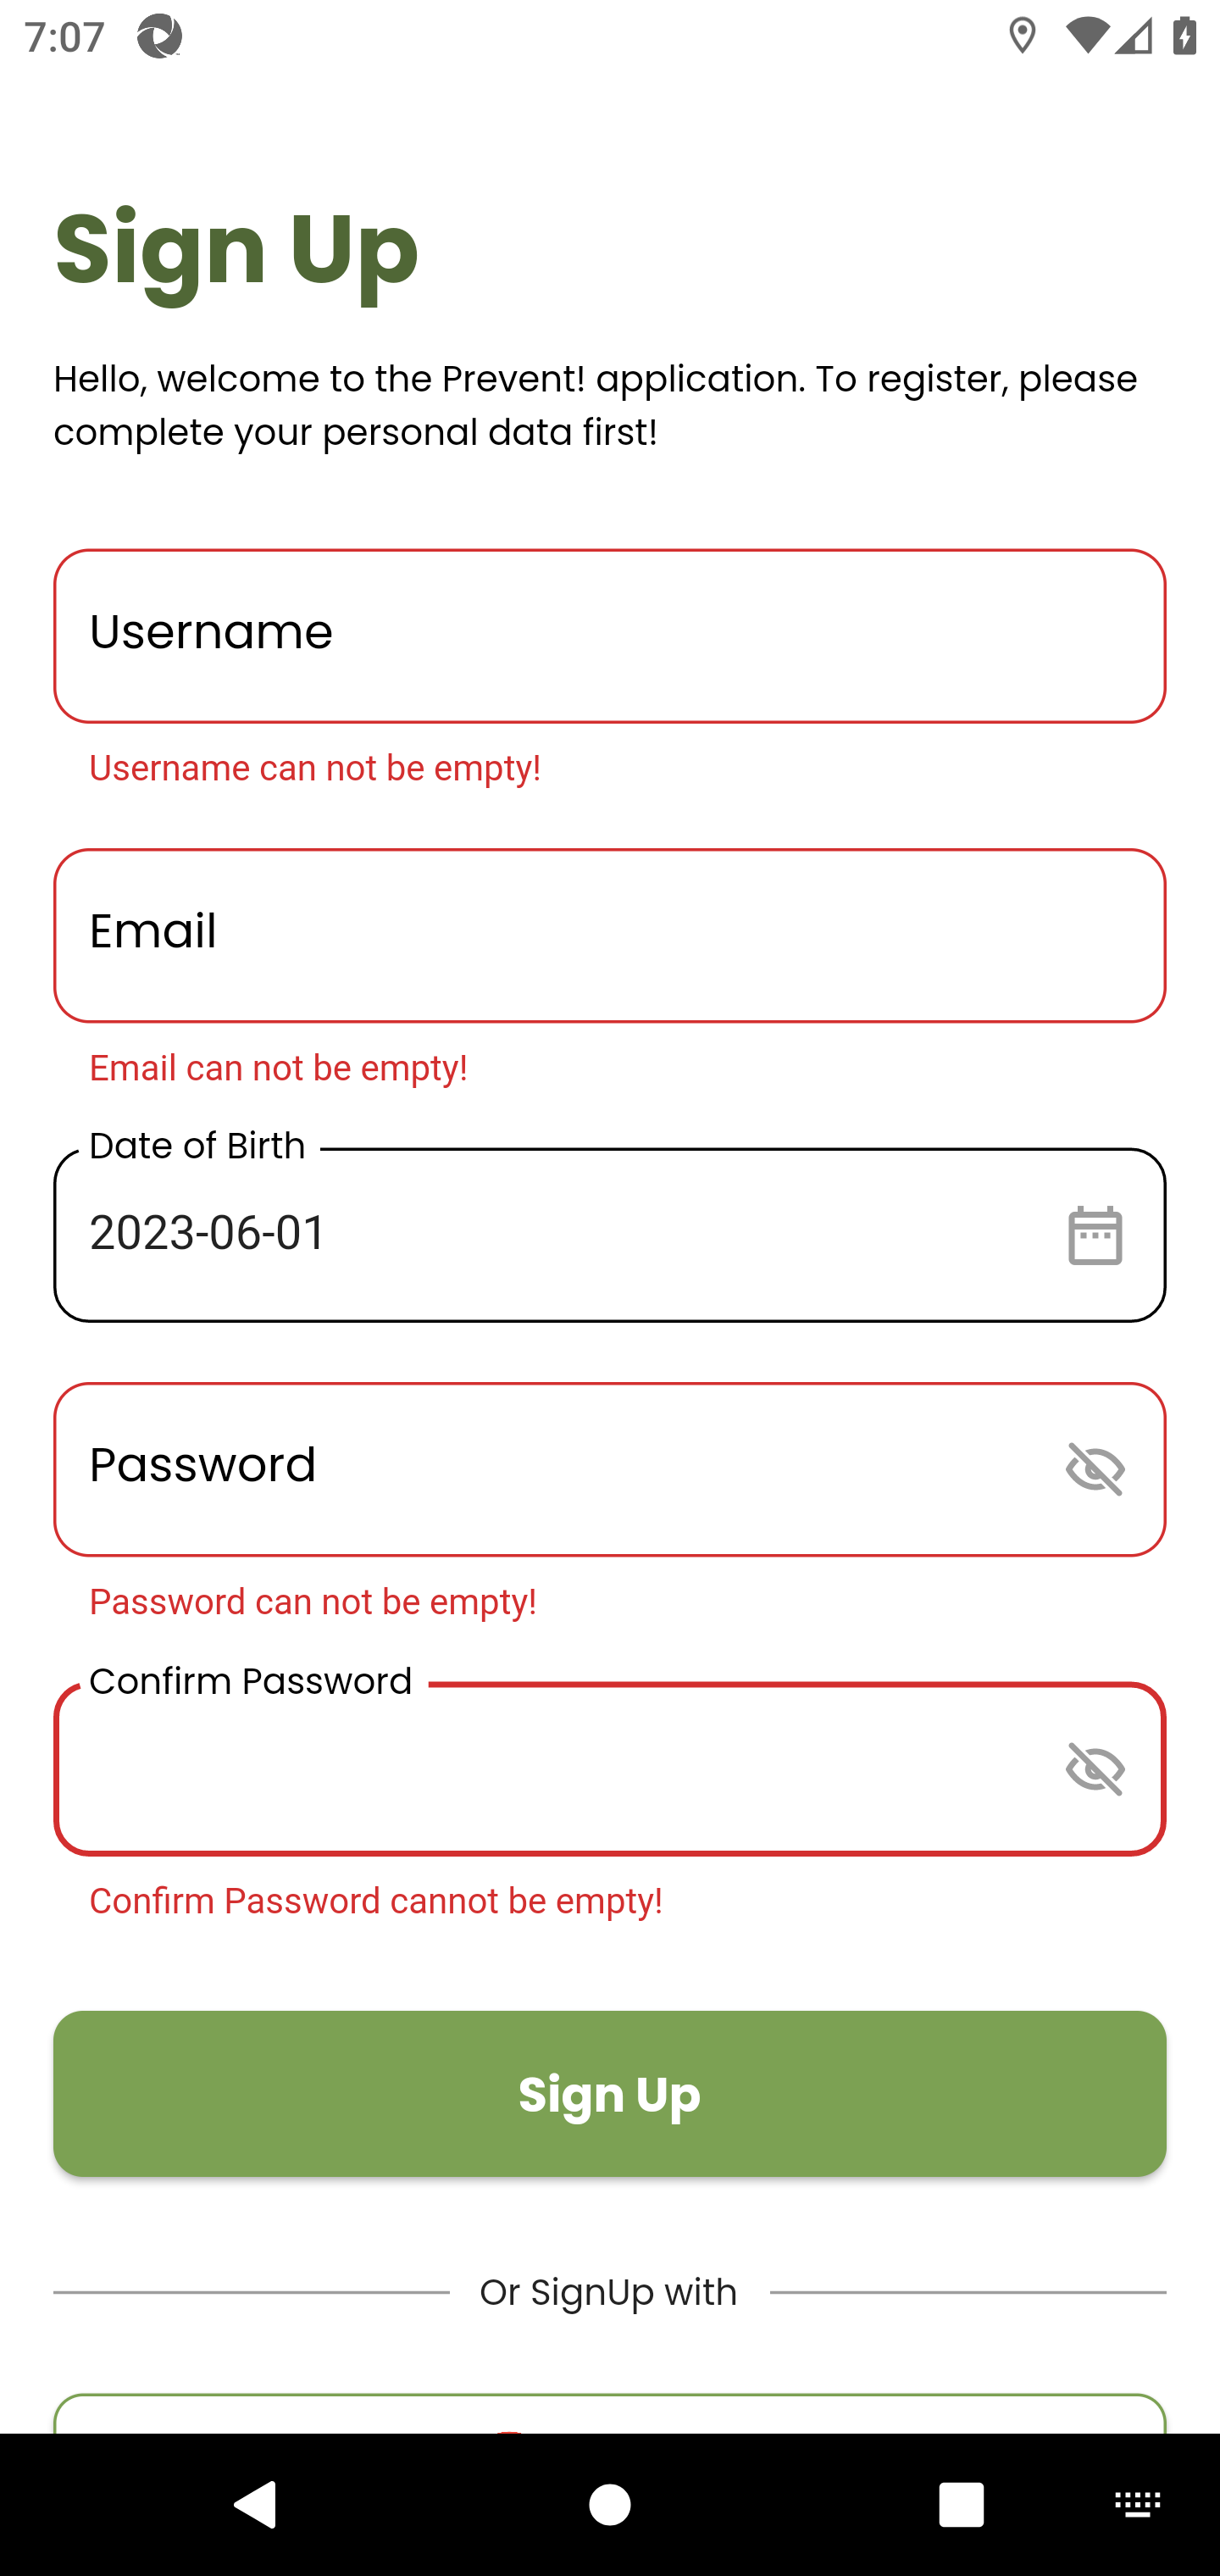 7:07
Sign Up
Hello, welcome to the Prevent! application. To register, please
complete your personal data first!
Username
Username can not be empty!
Email
Email can not be empty!
Date of Birth
2023-06-01
Password
Password can not be empty!
Confirm Password
Confirm Password cannot be empty!
Sign Up
Or SignUp with